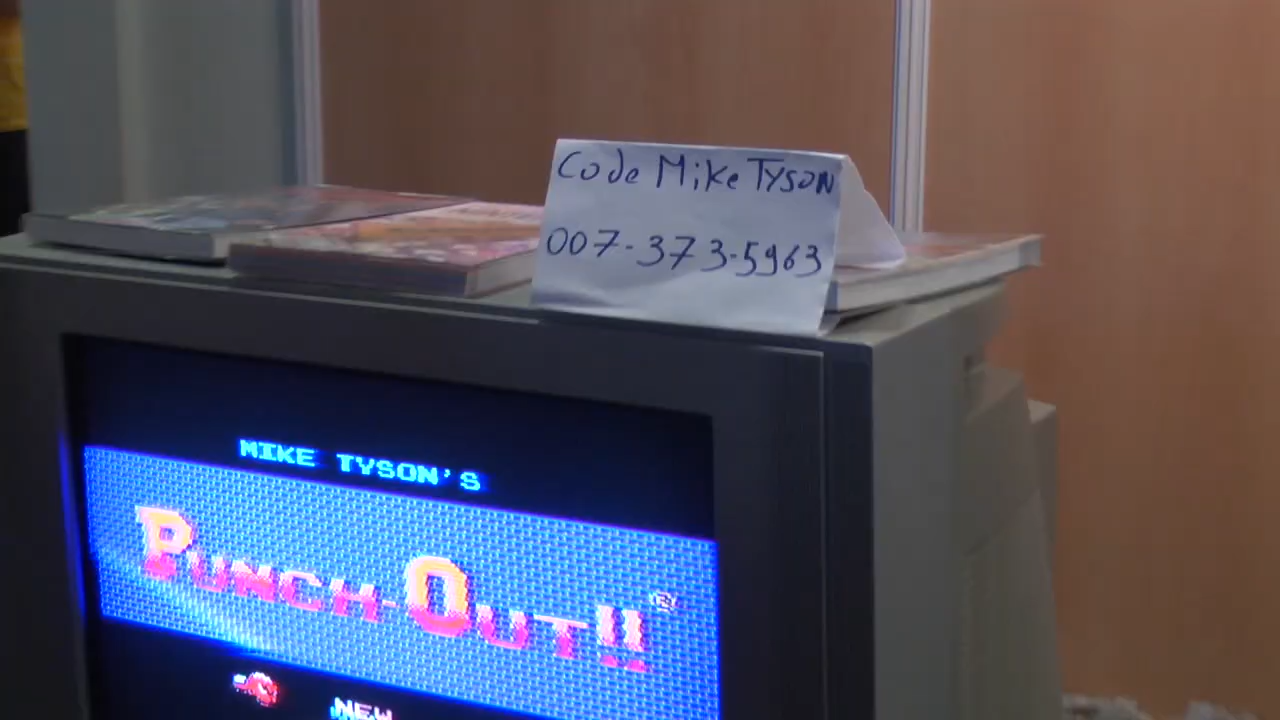 Code Mike Tyson
007-373-5963
MIKE TYSON'S
PUNCH-OUT!!
NEW